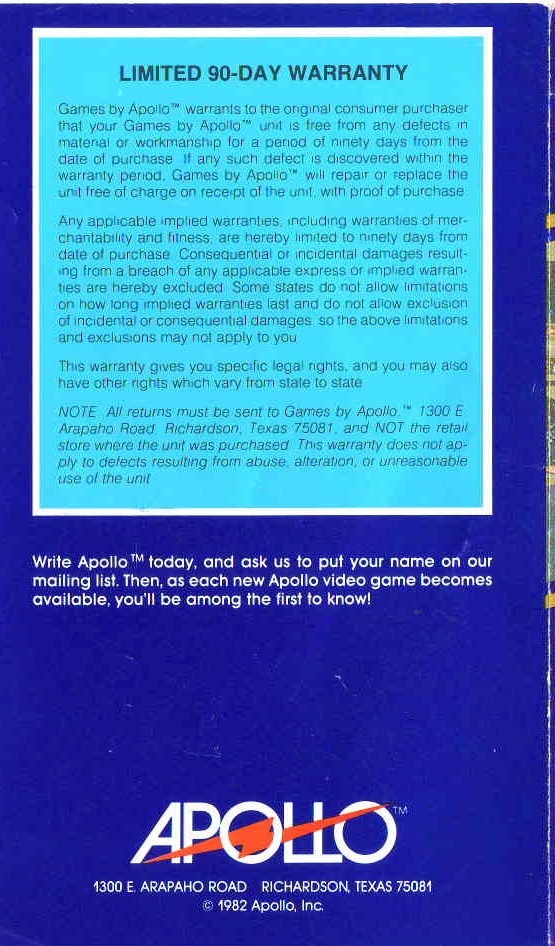 LIMITED 90-DAY WARRANTY
Games by Apollo™ warrants to the original consumer purchaser
that your Games by Apollo™ unit is free from any defects in
material or workmanship for a period of ninety days from the
date of purchase. If any such defect is discovered within the
warranty period, Games by Apollo™ will repair or replace the
unit free of charge on receipt of the unit, with proof of purchase.
Any applicable implied warranties, including warranties of mer-
chantability and fitness, are hereby limited to ninety days from
date of purchase. Consequential or incidental damages result-
ing from a breach of any applicable express or implied warran-
ties are hereby excluded. Some states do not allow limitations
on how long implied warranties last and do not allow exclusion
of incidental or consequential damages, so the above limitations
and exclusions may not apply to you.
This warranty gives you specific legal rights, and you may also
have other rights which vary from state to state.
NOTE: All returns must be sent to Games by Apollo,™ 1300 E.
Arapaho Road, Richardson, Texas 75081, and NOT the retail
store where the unit was purchased. This warranty does not ap-
ply to defects resulting from abuse, alteration, or unreasonable
use of the unit.
Write Apollo™ today, and ask us to put your name on our
mailing list. Then, as each new Apollo video game becomes
available, you'll be among the first to know!
APOLLO™
1300 E. ARAPAHO ROAD RICHARDSON, TEXAS 75081
© 1982 Apollo, Inc.